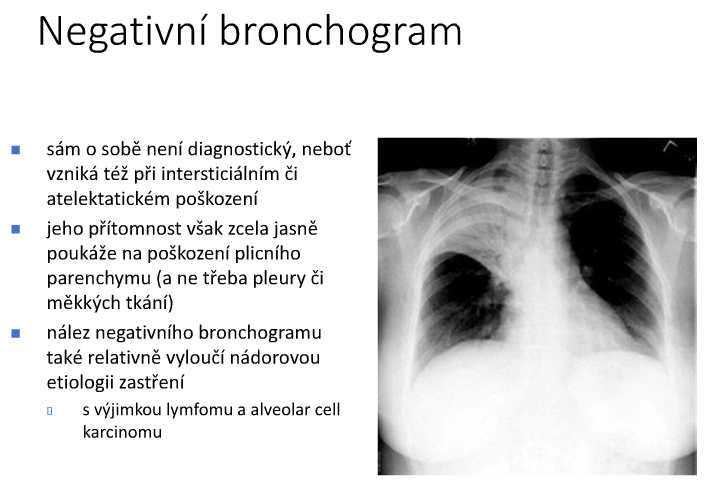 Negativní bronchogram
sám o sobě není diagnostický, neboť
vzniká též při intersticiálním či
atelektatickém poškození
jeho přítomnost však zcela jasně
poukáže na poškození plicního
parenchymu (a ne třeba pleury či
měkkých tkání)
nález negativního bronchogramu
také relativně vyloučí nádorovou
etiologii zastření
s výjimkou lymfomu a alveolar cell
karcinomu